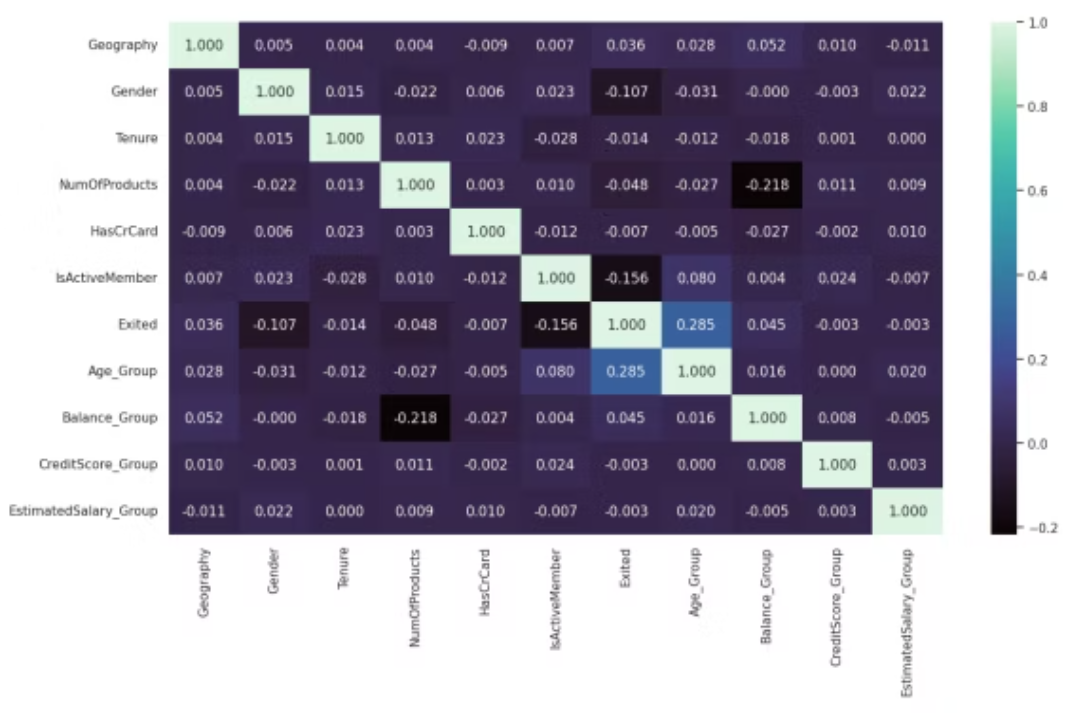 Geography 1.000 0.005 0.004 0.004 -0.009 0.007 0.036 0.028 0.052 0.010 -0.011
Gender 0.005 1.000 0.015 -0.022 0.006 0.023 -0.107 -0.031 -0.000 -0.003 0.022
Tenure 0.004 0.015 1.000 0.013 0.023 -0.028 -0.014 -0.012 -0.018 0.001 0.000
NumOfProducts 0.004 -0.022 0.013 1.000 0.003 0.010 -0.048 -0.027 -0.218 0.011 0.009
HasCrCard -0.009 0.006 0.023 0.003 1.000 -0.012 -0.007 -0.005 -0.027 -0.002 0.010
IsActiveMember 0.007 0.023 -0.028 0.010 -0.012 1.000 -0.156 0.080 0.004 0.024 -0.007
Exited 0.036 -0.107 -0.014 -0.048 -0.007 -0.156 1.000 0.285 0.045 -0.003 -0.003
Age_Group 0.028 -0.031 -0.012 -0.027 -0.005 0.080 0.285 1.000 0.016 0.000 0.020
Balance_Group 0.052 -0.000 -0.018 -0.218 -0.027 0.004 0.045 0.016 1.000 0.008 -0.005
CreditScore_Group 0.010 -0.003 0.001 0.011 -0.002 0.024 -0.003 0.000 0.008 1.000 0.003
EstimatedSalary_Group -0.011 0.022 0.000 0.009 0.010 -0.007 -0.003 0.020 -0.005 0.003 1.000
Geography
Gender
Tenure
NumOfProducts
HasCrCard
IsActiveMember
Exited
Age_Group
Balance_Group
CreditScore_Group
EstimatedSalary_Group
1.0
0.8
0.6
0.4
0.2
0.0
-0.2